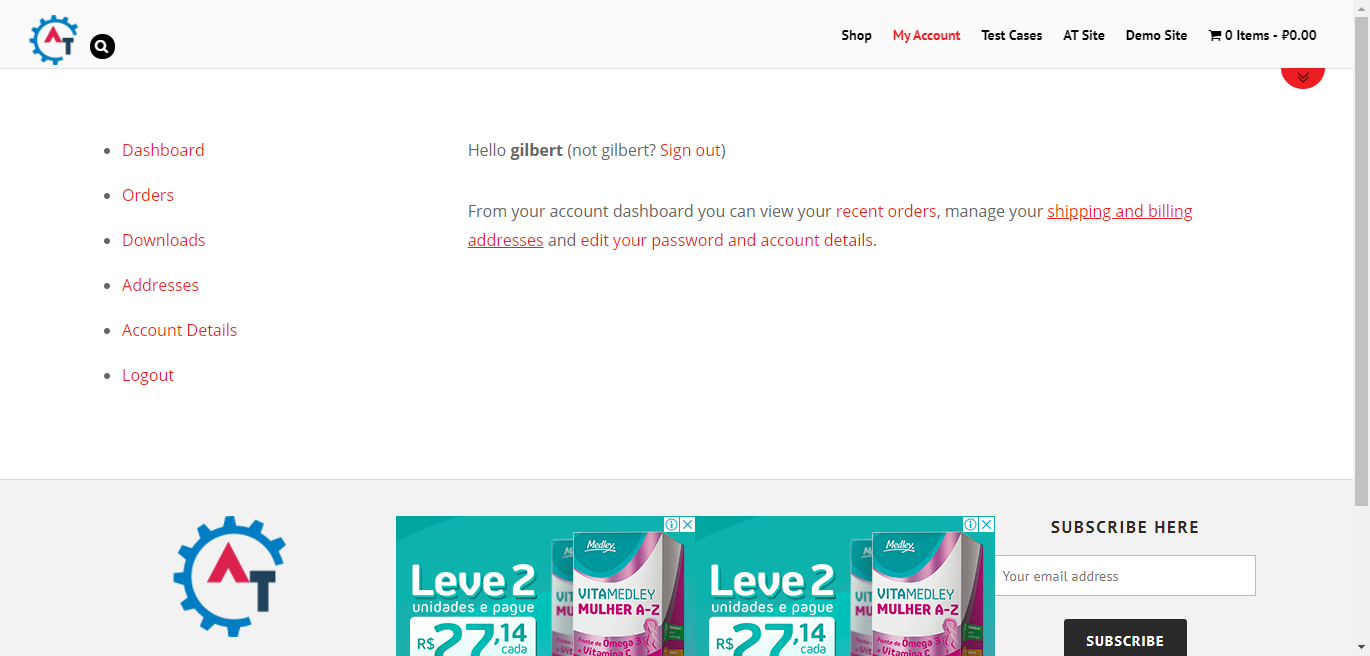 AT
Shop
My Account
Test Cases
AT Site
Demo Site
0 Items - ₽0.00
Dashboard
Orders
Downloads
Addresses
Account Details
Logout
Hello gilbert (not gilbert? Sign out)
From your account dashboard you can view your recent orders, manage your shipping and billing
addresses and edit your password and account details.
AT
Medley
Leve 2
unidades e pague
R$ 27,14
cada
VITAMEDLEY
MULHER A-Z
Fonte de Ômega 3
+ Vitamina C
Medley
Leve 2
unidades e pague
R$ 27,14
cada
VITAMEDLEY
MULHER A-Z
Fonte de Ômega 3
+ Vitamina C
SUBSCRIBE HERE
Your email address
SUBSCRIBE